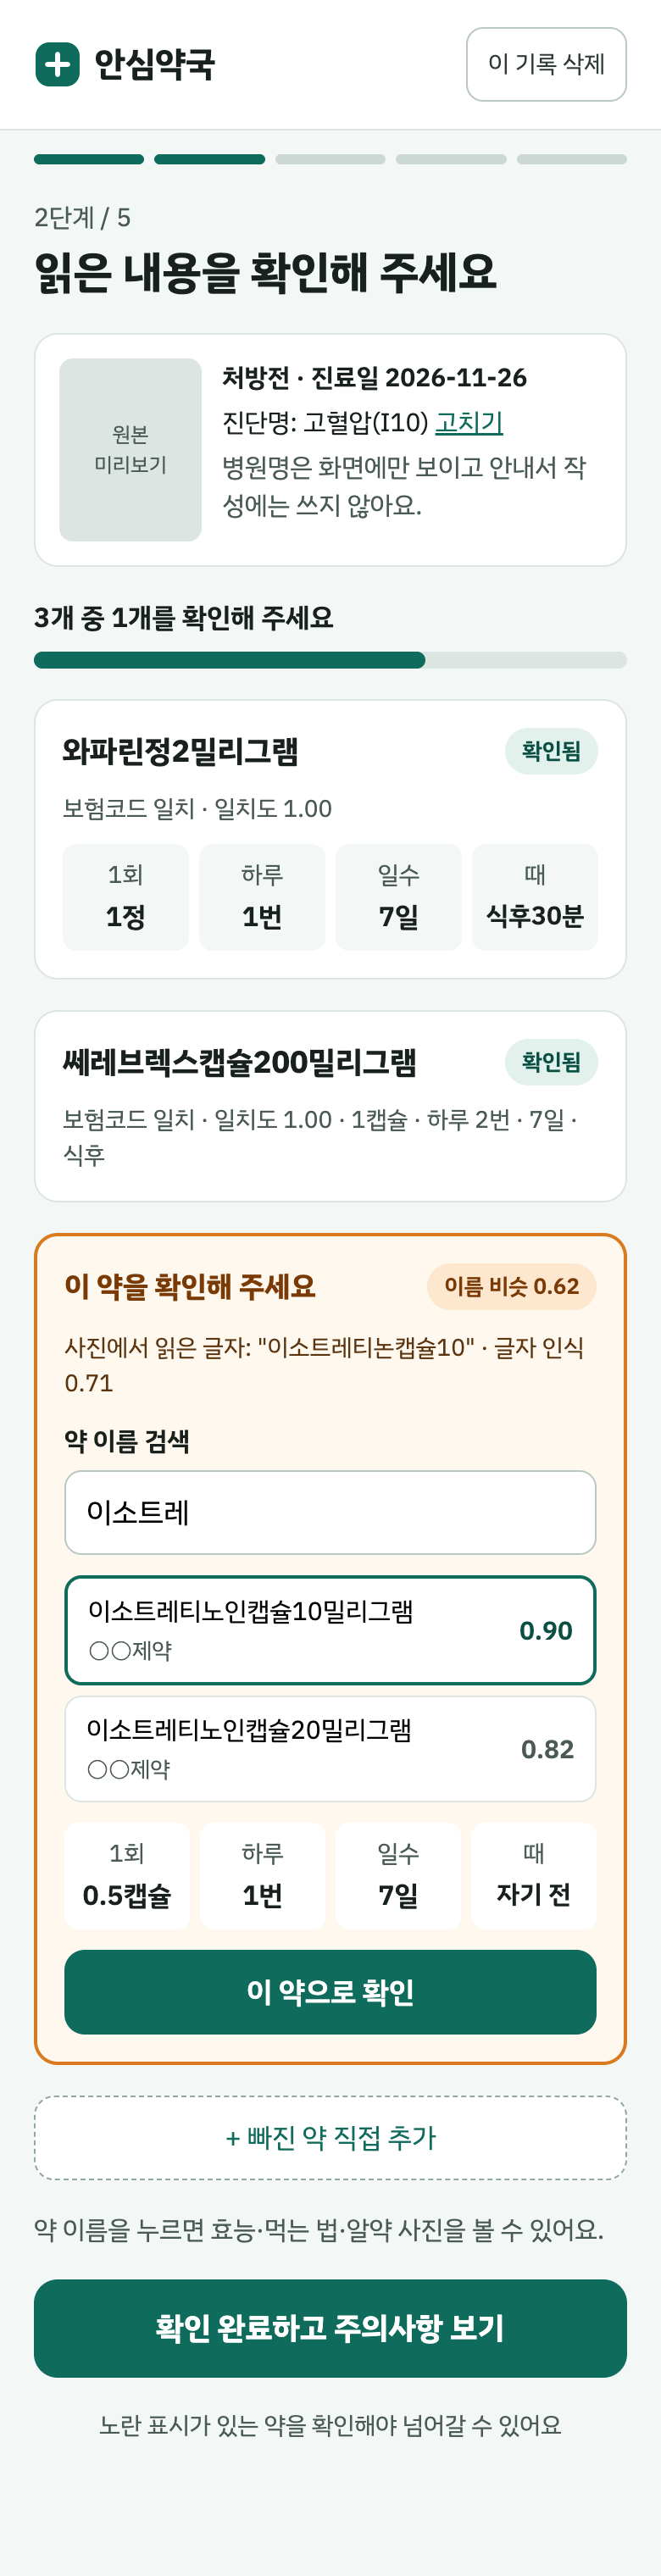 안심약국
이 기록 삭제
2단계 / 5
읽은 내용을 확인해 주세요
원본
미리보기
처방전 · 진료일 2026-11-26
진단명: 고혈압(I10) 고치기
병원명은 화면에만 보이고 안내서 작
성에는 쓰지 않아요.
3개 중 1개를 확인해 주세요
와파린정2밀리그램
확인됨
보험코드 일치 · 일치도 1.00
1회
하루
일수
때
1정
1번
7일
식후30분
쎄레브렉스캡슐200밀리그램
확인됨
보험코드 일치 · 일치도 1.00 · 1캡슐 · 하루 2번 · 7일 ·
식후
이 약을 확인해 주세요
이름 비슷 0.62
사진에서 읽은 글자: "이소트레티논캡슐10" · 글자 인식
0.71
약 이름 검색
이소트레
이소트레티노인캡슐10밀리그램
○○제약
0.90
이소트레티노인캡슐20밀리그램
○○제약
0.82
1회
하루
일수
때
0.5캡슐
1번
7일
자기 전
이 약으로 확인
+ 빠진 약 직접 추가
약 이름을 누르면 효능·먹는 법·알약 사진을 볼 수 있어요.
확인 완료하고 주의사항 보기
노란 표시가 있는 약을 확인해야 넘어갈 수 있어요